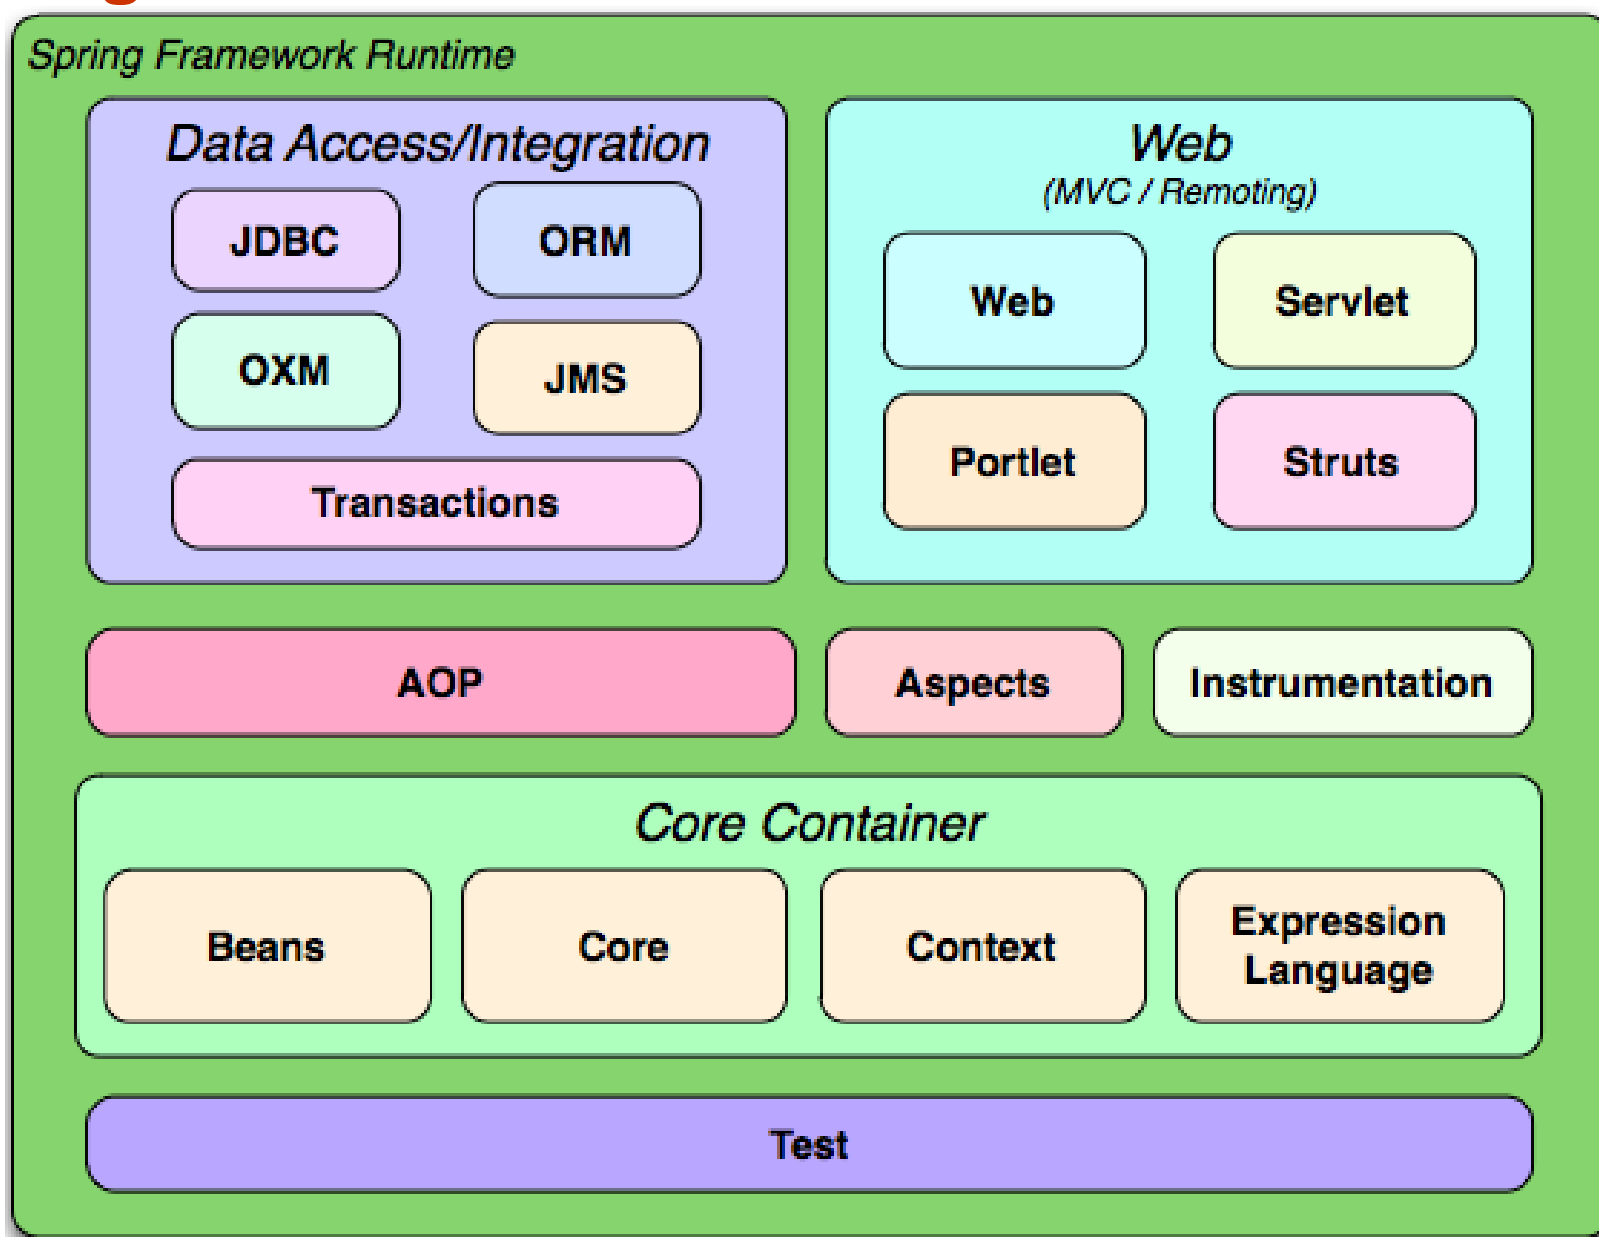 Spring Framework Runtime
Data Access/Integration
JDBC
ORM
OXM
JMS
Transactions
Web
(MVC / Remoting)
Web
Servlet
Portlet
Struts
AOP
Aspects
Instrumentation
Core Container
Beans
Core
Context
Expression
Language
Test